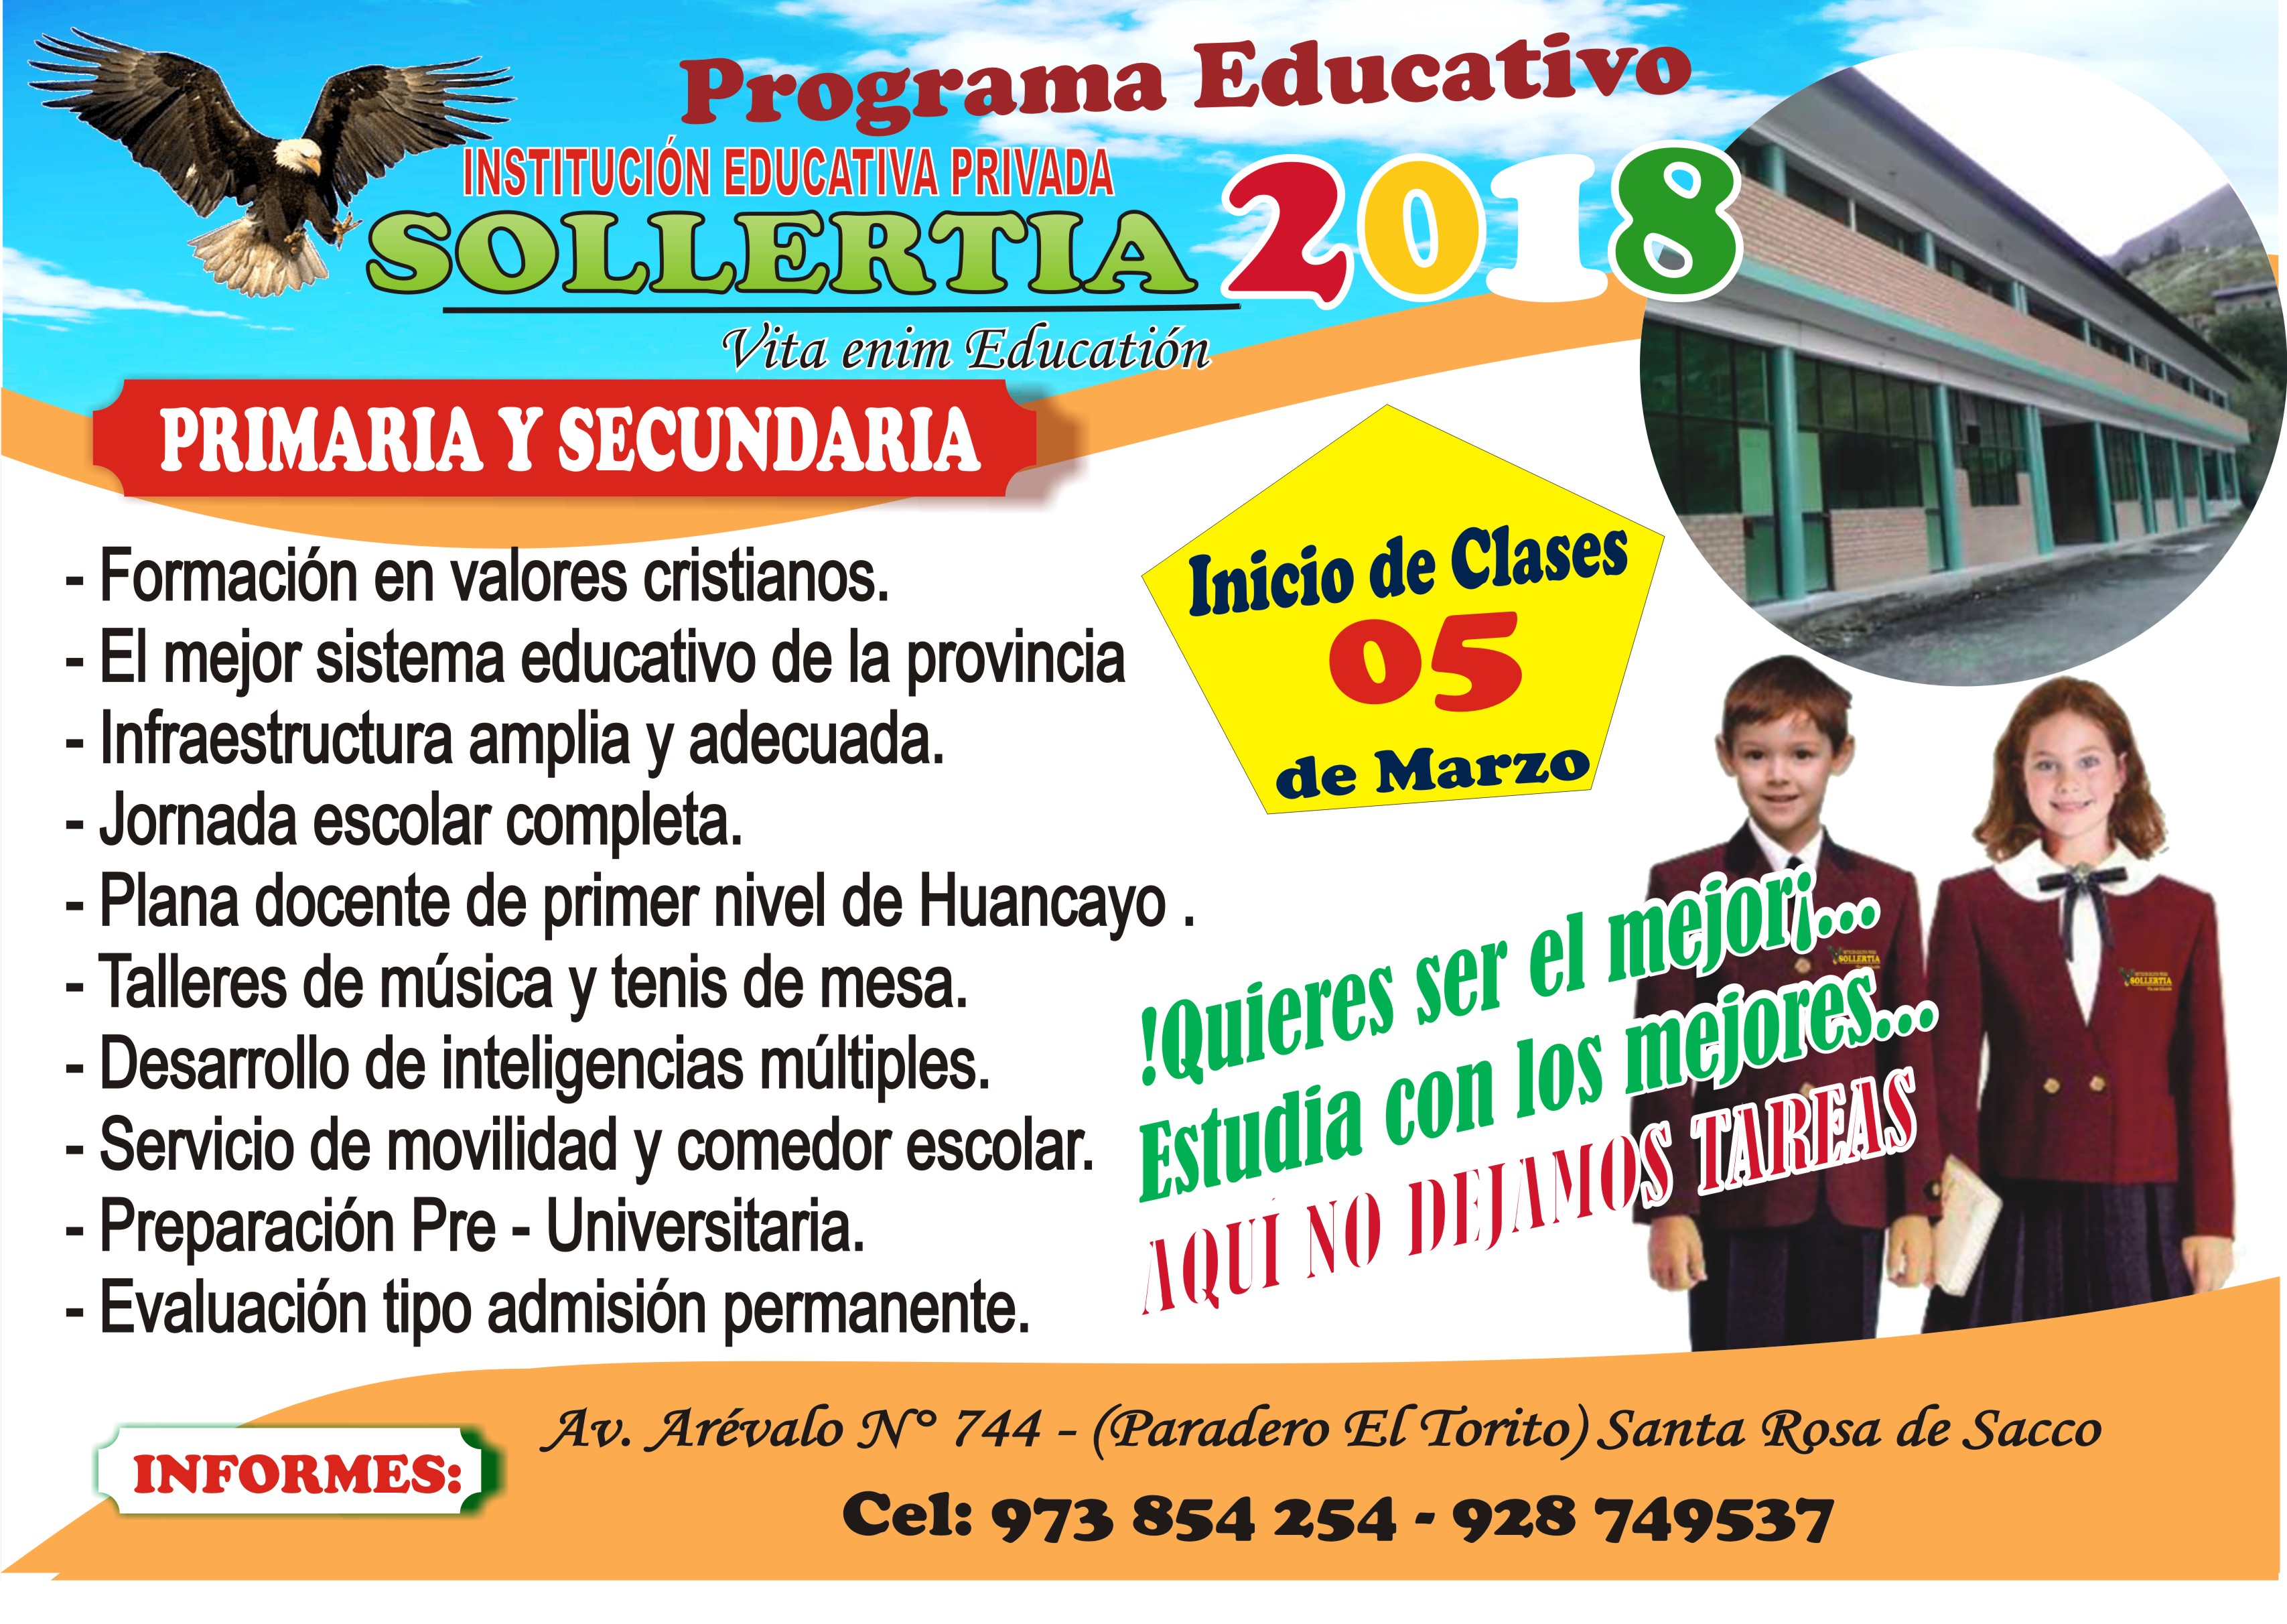 Programa Educativo
INSTITUCIÓN EDUCATIVA PRIVADA
SOLLERTIA
2018
Vita enim Educatión
PRIMARIA Y SECUNDARIA
- Formación en valores cristianos.
- El mejor sistema educativo de la provincia
- Infraestructura amplia y adecuada.
- Jornada escolar completa.
- Plana docente de primer nivel de Huancayo .
- Talleres de música y tenis de mesa.
- Desarrollo de inteligencias múltiples.
- Servicio de movilidad y comedor escolar.
- Preparación Pre - Universitaria.
- Evaluación tipo admisión permanente.
Inicio de Clases
05
de Marzo
!Quieres ser el mejor¡...
Estudia con los mejores...
AQUÍ NO DEJAMOS TAREAS
SOLLERTIA
SOLLERTIA
INFORMES:
Av. Arévalo N° 744 - (Paradero El Torito) Santa Rosa de Sacco
Cel: 973 854 254 - 928 749537